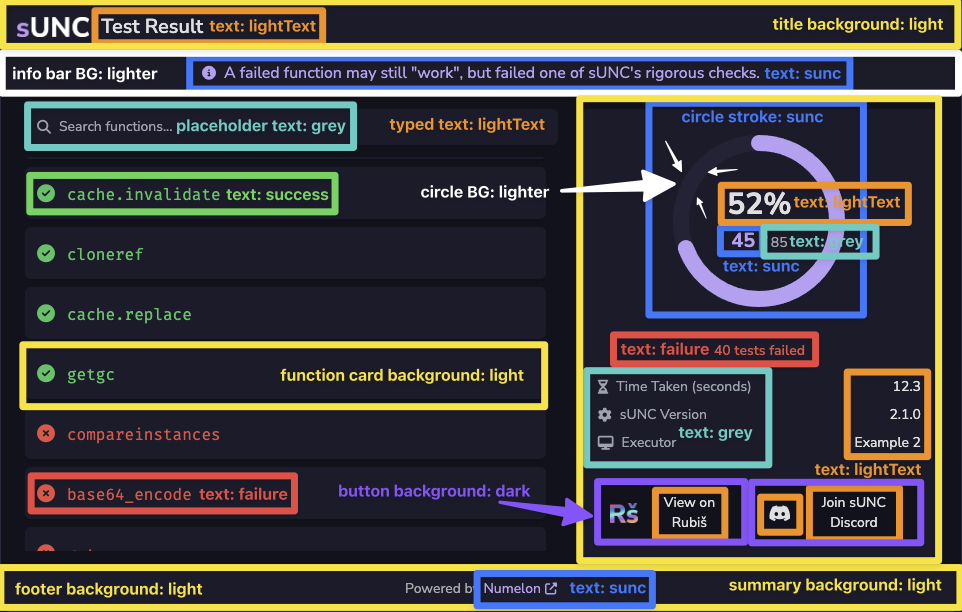 sUNC Test Result text: lightText title background: light
info bar BG: lighter A failed function may still "work", but failed one of sUNC's rigorous checks. text: sunc
Search functions... placeholder text: grey typed text: lightText
cache.invalidate text: success
cloneref
cache.replace
getgc function card background: light
compareinstances
base64_encode text: failure
button background: dark
circle stroke: sunc
circle BG: lighter
52% text: lightText
45 85 text: grey
text: sunc
text: failure 40 tests failed
Time Taken (seconds) 12.3
sUNC Version 2.1.0
Executor text: grey Example 2
text: lightText
Rš View on Rubiš
Join sUNC Discord
footer background: light Powered by Numelon text: sunc summary background: light